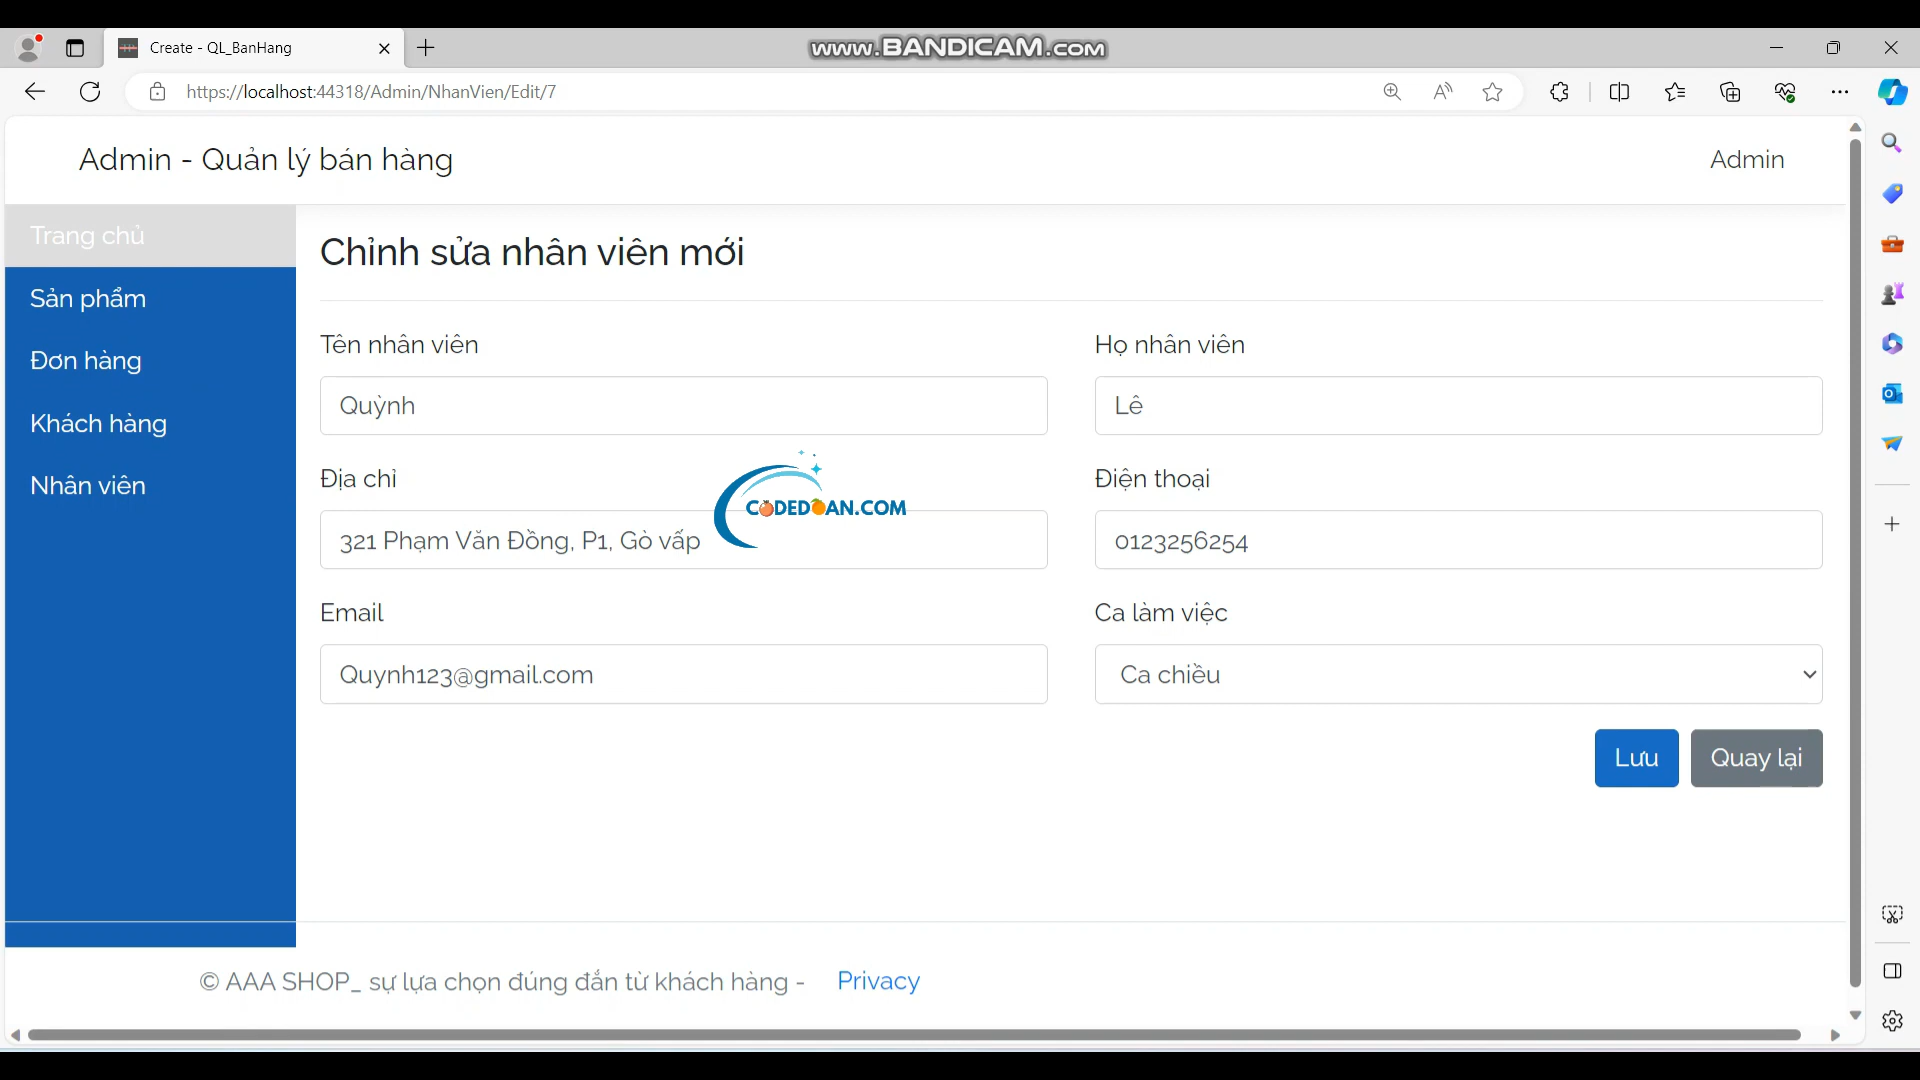 Create - QL_BanHang
www.BANDICAM.com
https://localhost:44318/Admin/NhanVien/Edit/7
Admin - Quản lý bán hàng
Admin
Trang chủ
Sản phẩm
Đơn hàng
Khách hàng
Nhân viên
Chỉnh sửa nhân viên mới
Tên nhân viên
Họ nhân viên
Quỳnh
Lê
Địa chỉ
Điện thoại
CODEDOAN.COM
321 Phạm Văn Đồng, P1, Gò vấp
0123256254
Email
Ca làm việc
Quynh123@gmail.com
Ca chiều
Lưu
Quay lại
© AAA SHOP_ sự lựa chọn đúng đắn từ khách hàng - Privacy